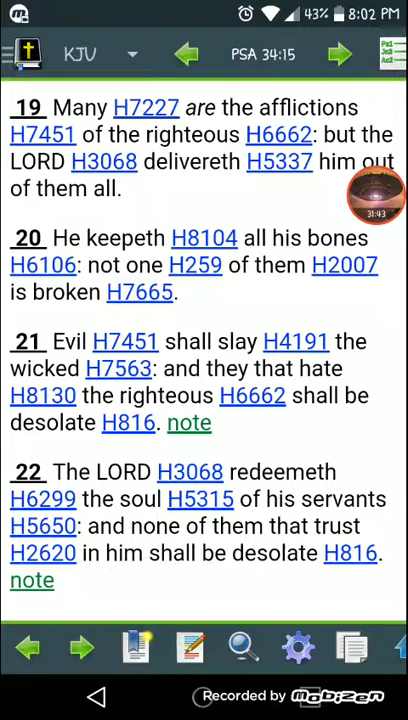 43% 8:02 PM
KJV PSA 34:15
Ps1
Jn3
Ac2
19 Many H7227 are the afflictions
H7451 of the righteous H6662: but the
LORD H3068 delivereth H5337 him out
of them all.
31:43
20 He keepeth H8104 all his bones
H6106: not one H259 of them H2007
is broken H7665.
21 Evil H7451 shall slay H4191 the
wicked H7563: and they that hate
H8130 the righteous H6662 shall be
desolate H816. note
22 The LORD H3068 redeemeth
H6299 the soul H5315 of his servants
H5650: and none of them that trust
H2620 in him shall be desolate H816.
note
Recorded by mobizen